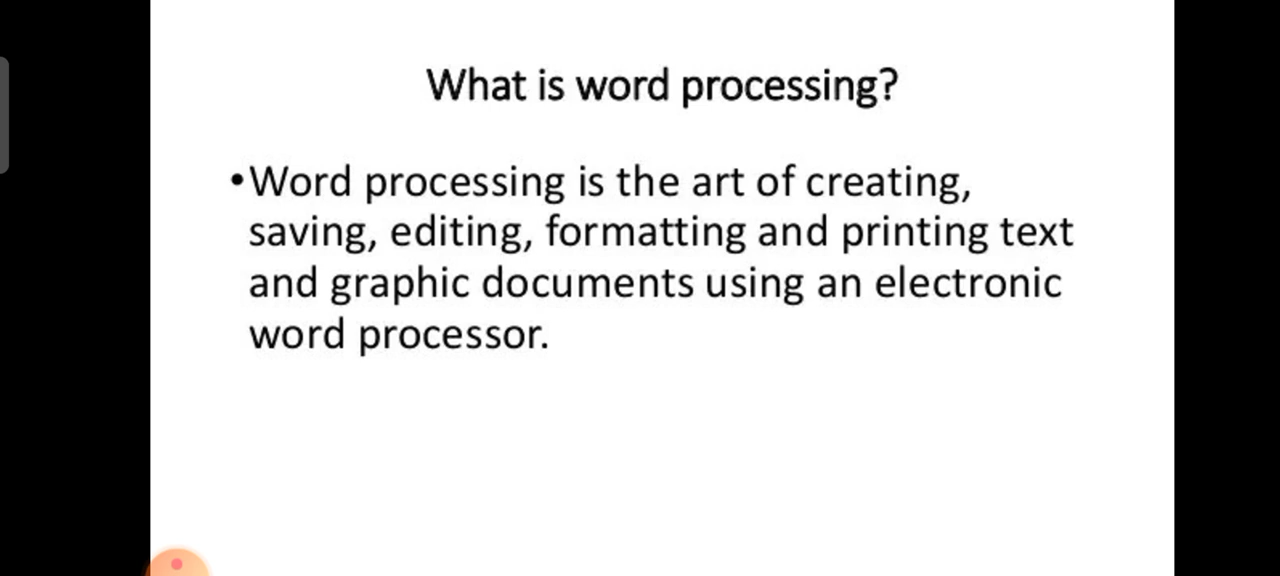 What is word processing?
•Word processing is the art of creating,
saving, editing, formatting and printing text
and graphic documents using an electronic
word processor.